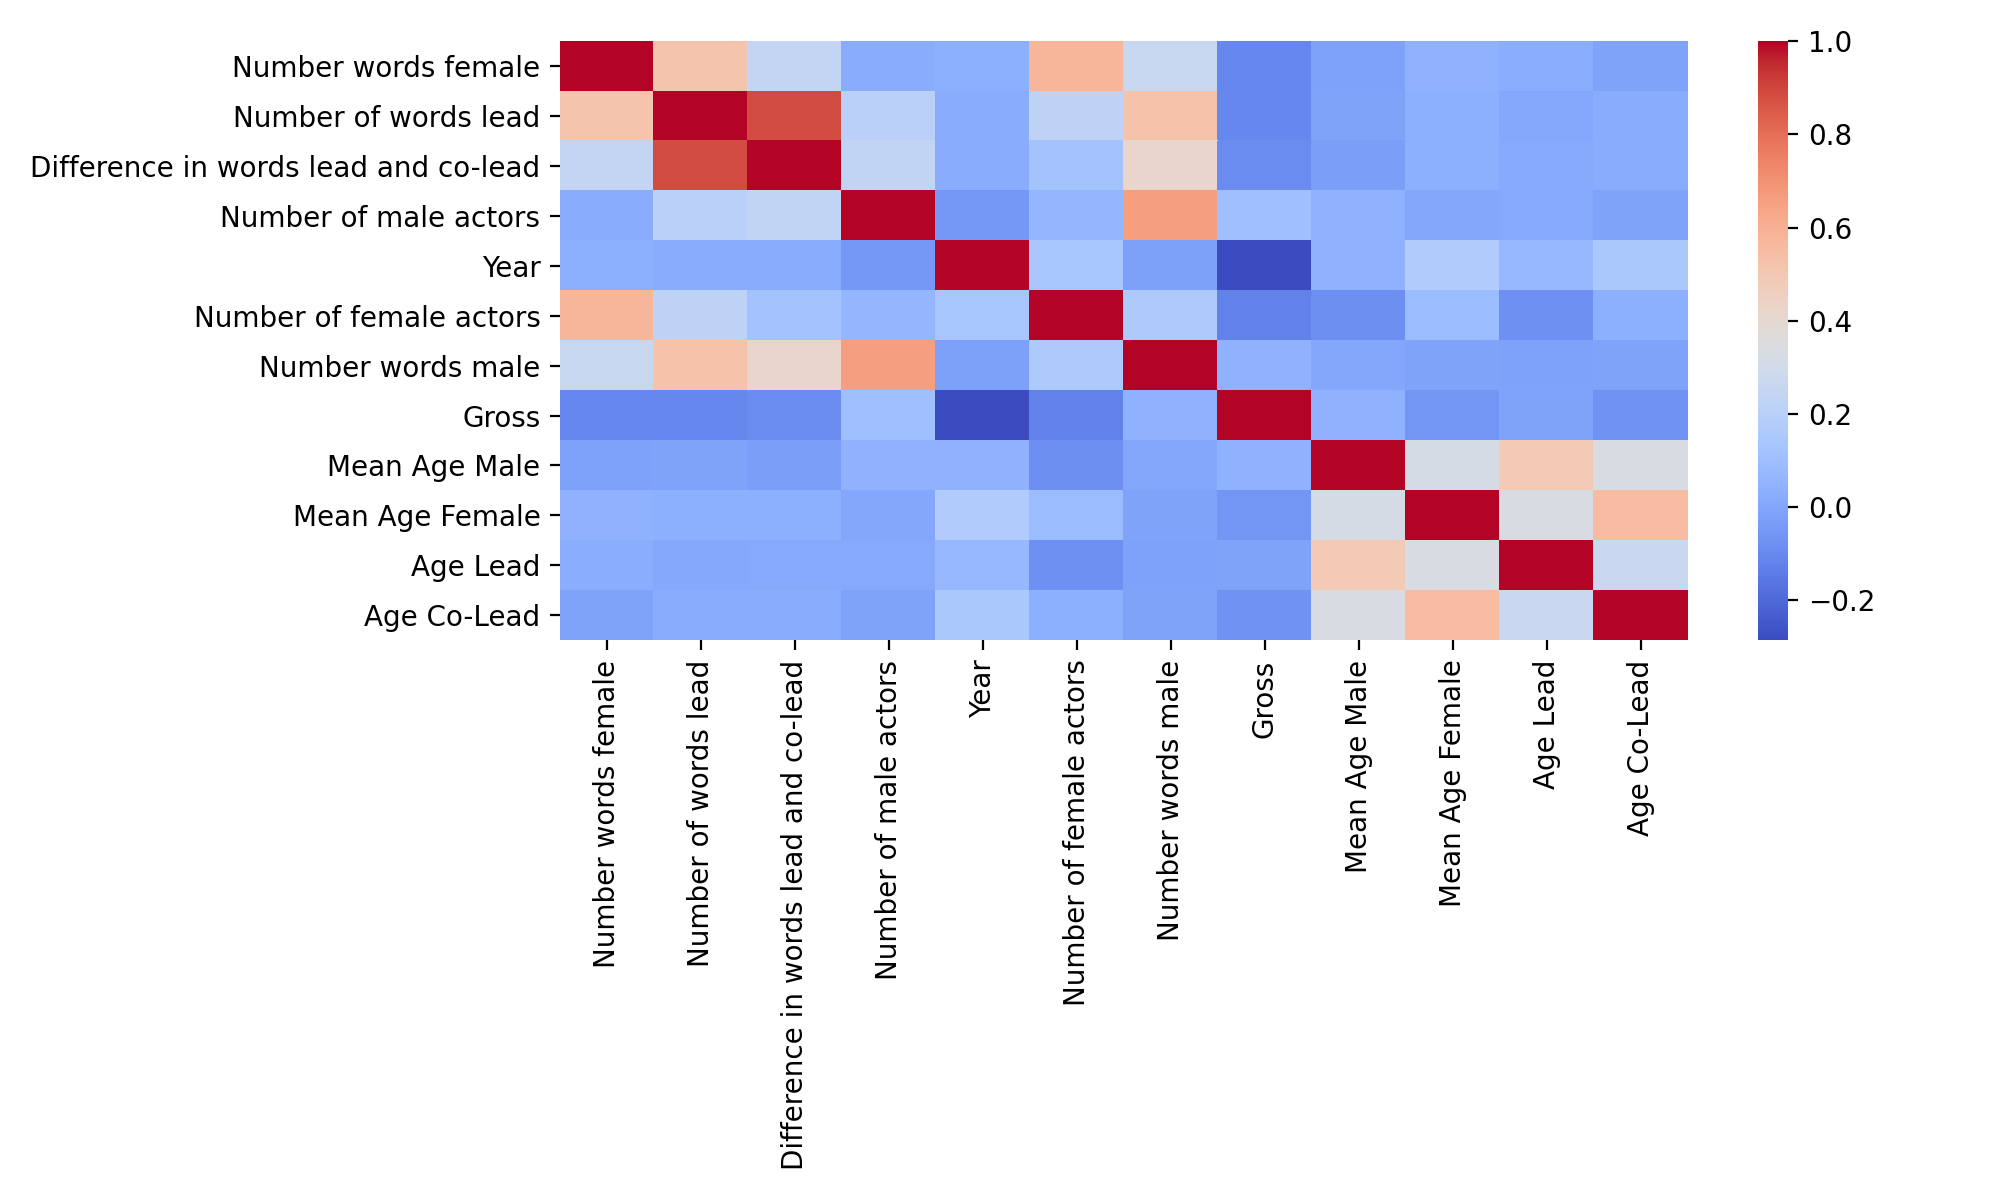 Number words female
Number of words lead
Difference in words lead and co-lead
Number of male actors
Year
Number of female actors
Number words male
Gross
Mean Age Male
Mean Age Female
Age Lead
Age Co-Lead
Number words female
Number of words lead
Difference in words lead and co-lead
Number of male actors
Year
Number of female actors
Number words male
Gross
Mean Age Male
Mean Age Female
Age Lead
Age Co-Lead
1.0
0.8
0.6
0.4
0.2
0.0
−0.2